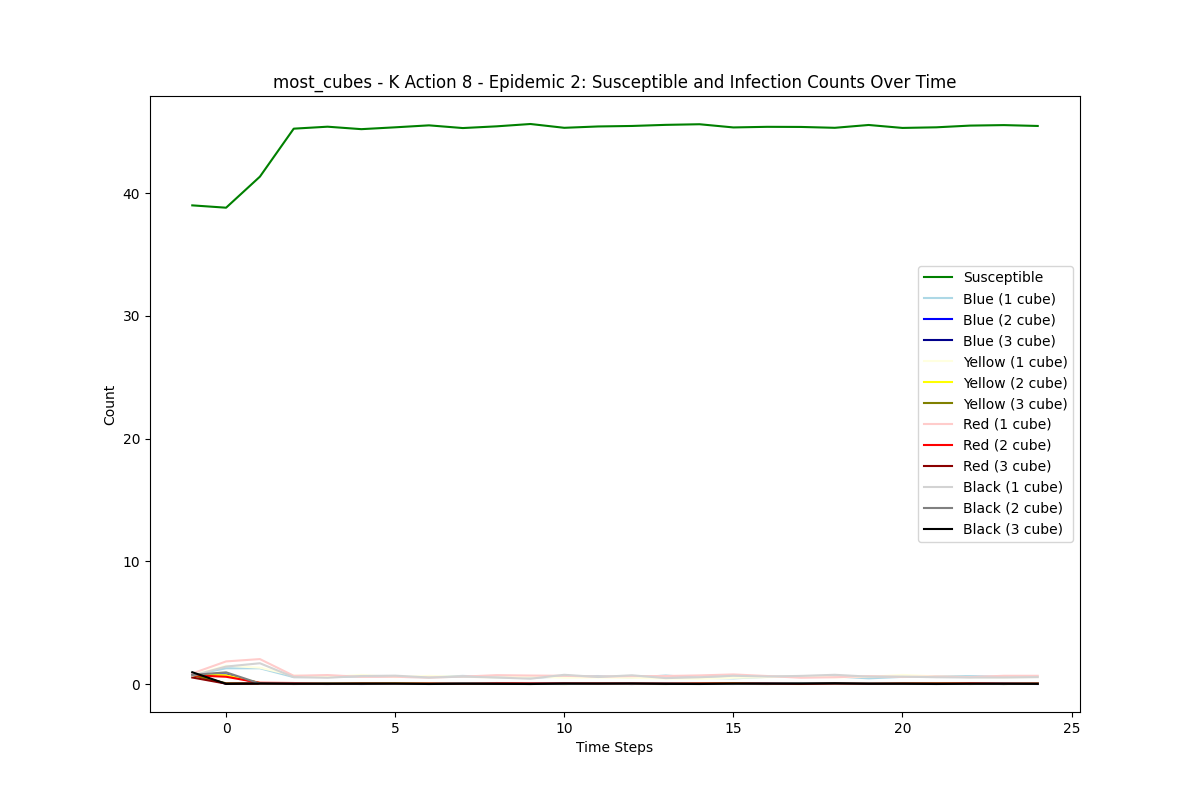 most_cubes - K Action 8 - Epidemic 2: Susceptible and Infection Counts Over Time
Count
40
30
20
10
0
Susceptible
Blue (1 cube)
Blue (2 cube)
Blue (3 cube)
Yellow (1 cube)
Yellow (2 cube)
Yellow (3 cube)
Red (1 cube)
Red (2 cube)
Red (3 cube)
Black (1 cube)
Black (2 cube)
Black (3 cube)
0 5 10 15 20 25
Time Steps